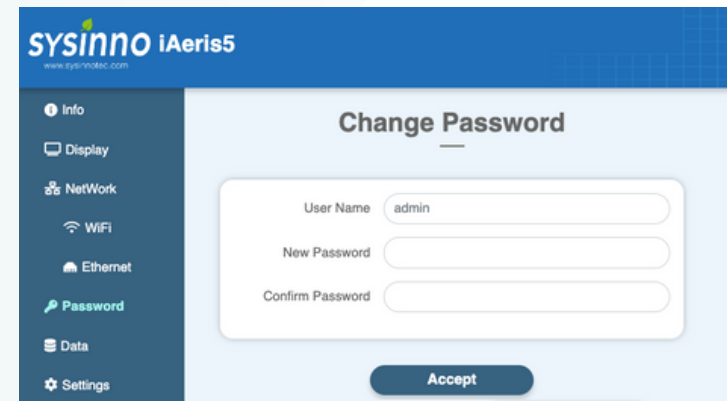 sysinno iAeris5
www.sysinnotec.com
Info
Display
NetWork
WiFi
Ethernet
Password
Data
Settings
Change Password
User Name admin
New Password
Confirm Password
Accept